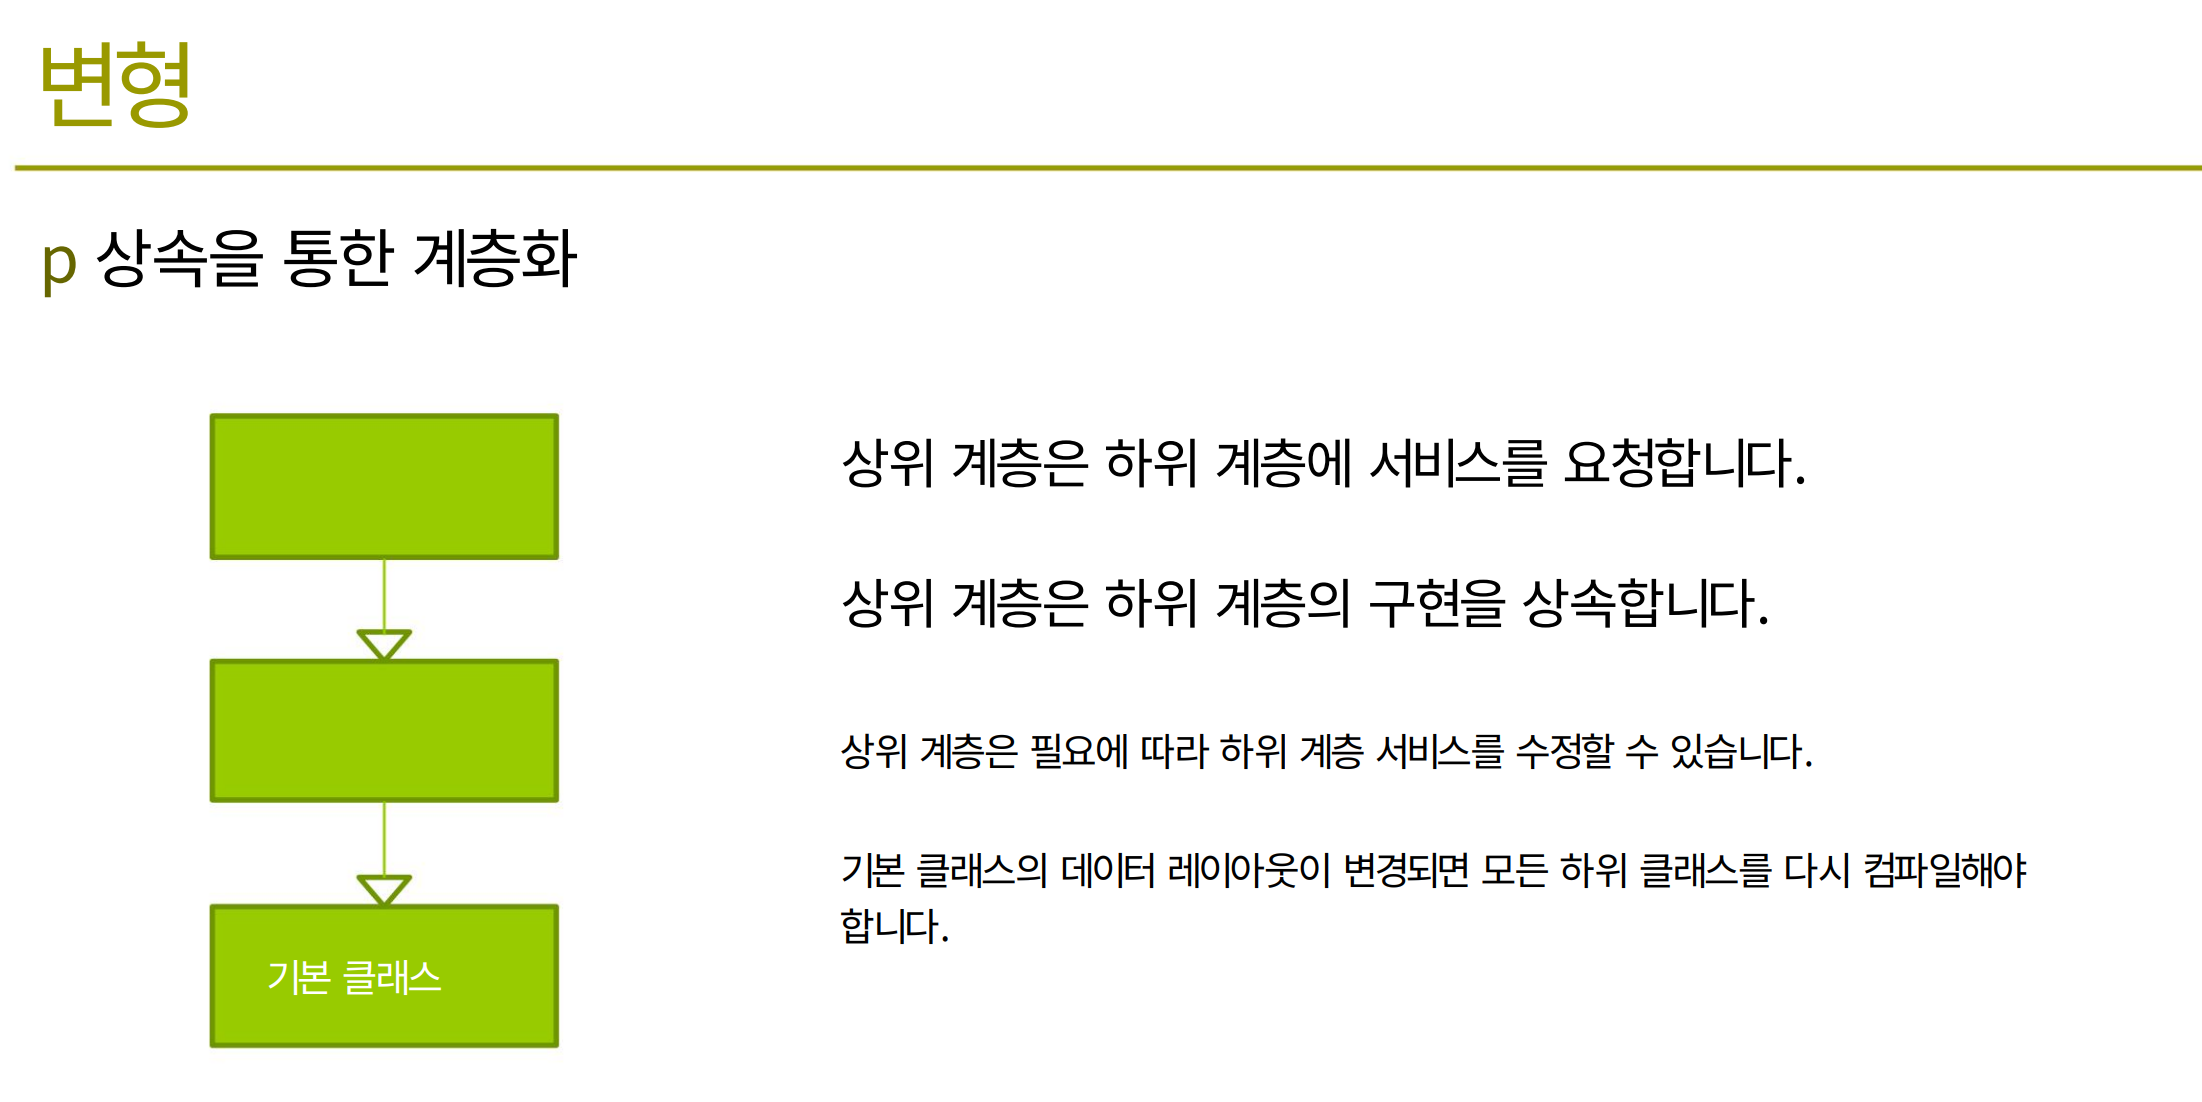 변형
p 상속을 통한 계층화
상위 계층은 하위 계층에 서비스를 요청합니다.
상위 계층은 하위 계층의 구현을 상속합니다.
상위 계층은 필요에 따라 하위 계층 서비스를 수정할 수 있습니다.
기본 클래스의 데이터 레이아웃이 변경되면 모든 하위 클래스를 다시 컴파일해야
합니다.
기본 클래스